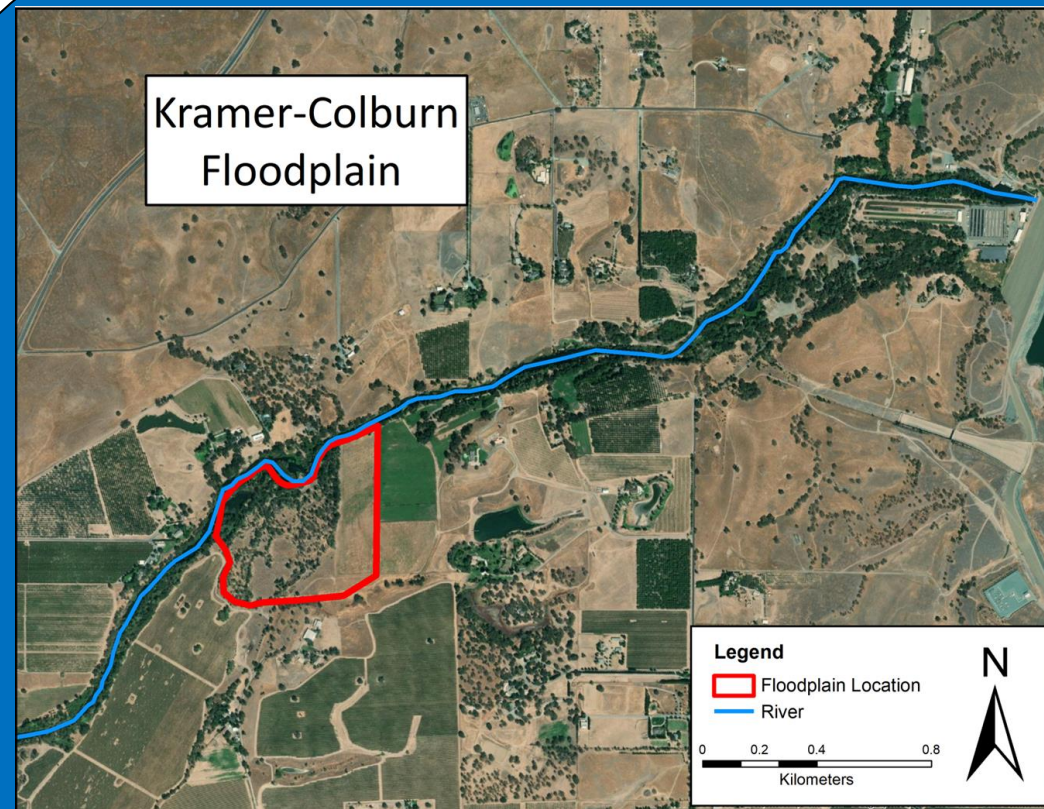 Kramer-Colburn
Floodplain
Legend
Floodplain Location
River
0 0.2 0.4 0.8
Kilometers
N